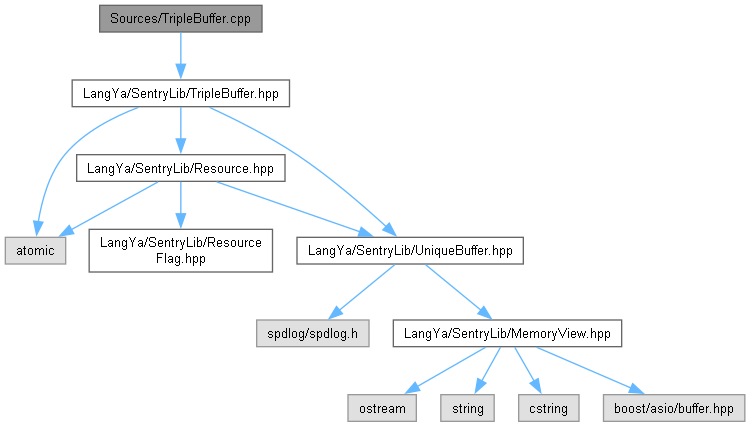 Sources/TripleBuffer.cpp
LangYa/SentryLib/TripleBuffer.hpp
LangYa/SentryLib/Resource.hpp
atomic
LangYa/SentryLib/Resource
Flag.hpp
LangYa/SentryLib/UniqueBuffer.hpp
spdlog/spdlog.h
LangYa/SentryLib/MemoryView.hpp
ostream
string
cstring
boost/asio/buffer.hpp